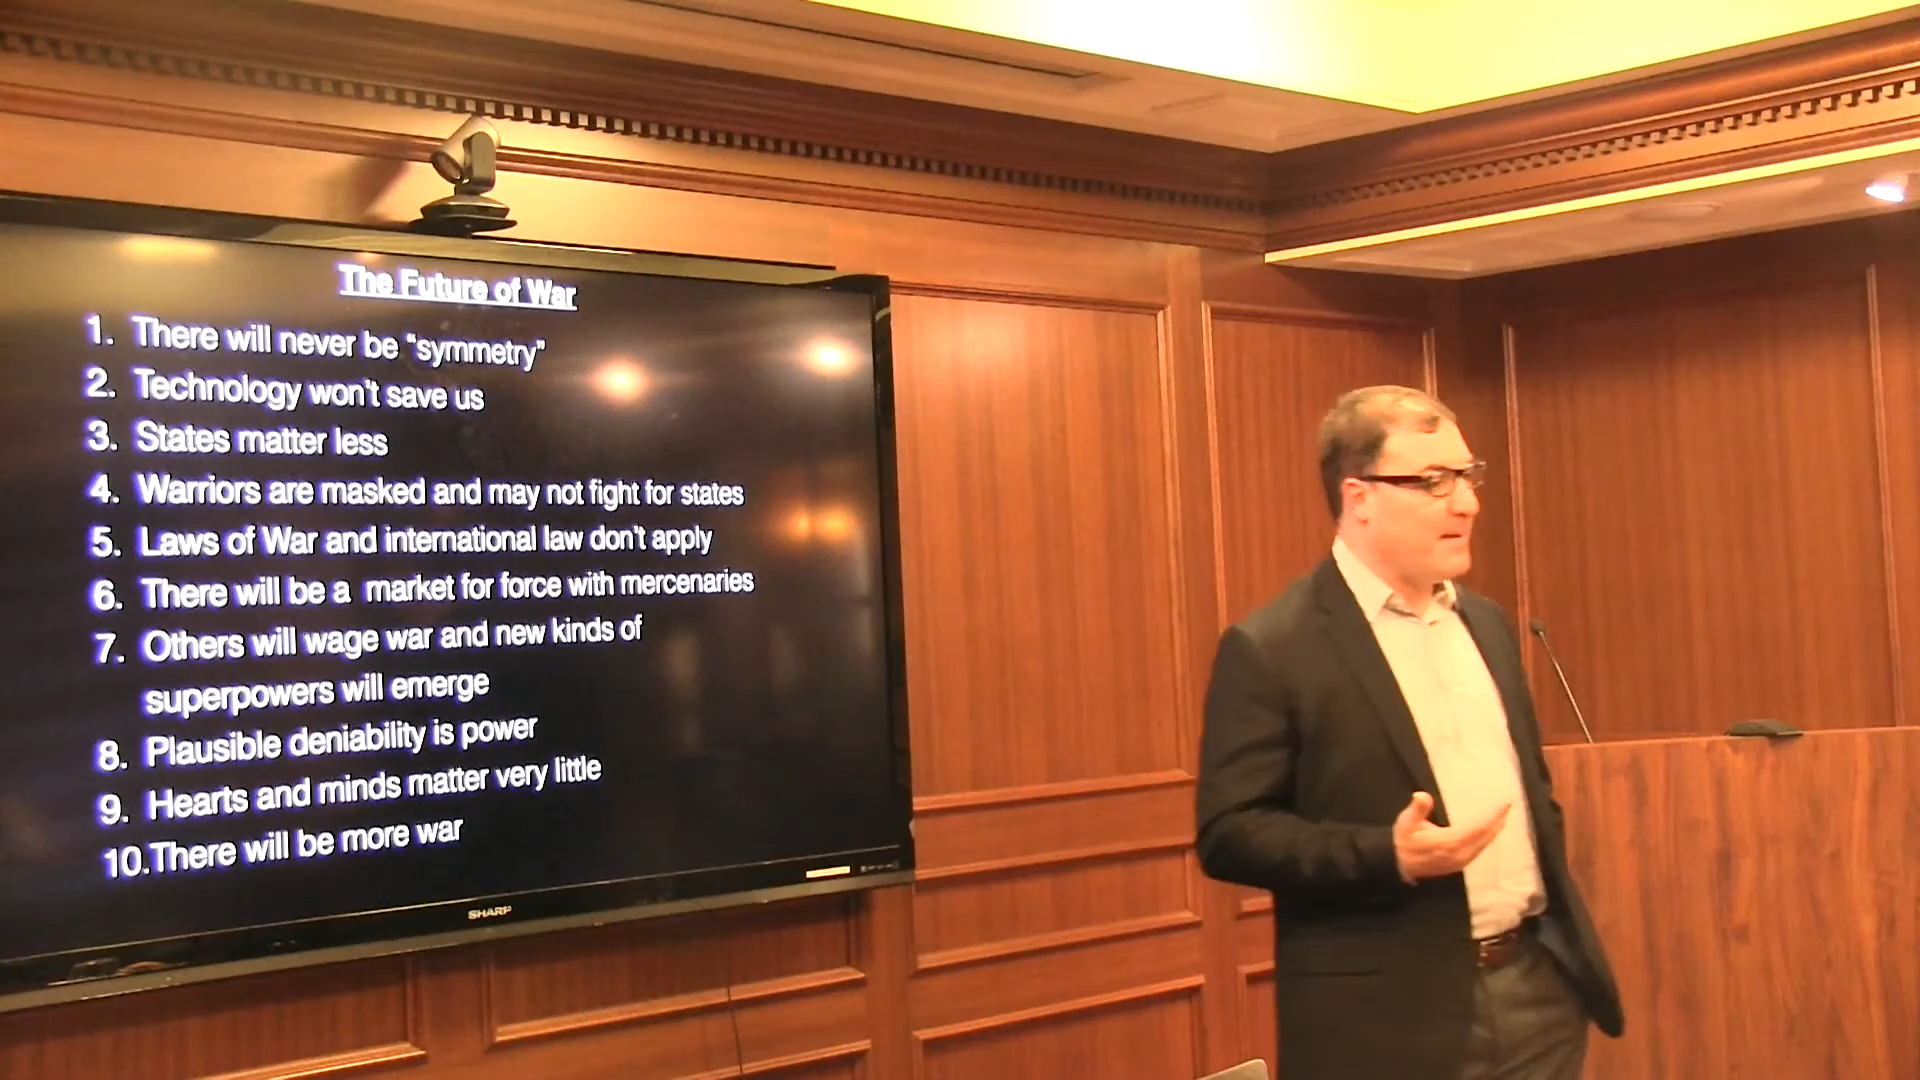 The Future of War
1. There will never be “symmetry”
2. Technology won't save us
3. States matter less
4. Warriors are masked and may not fight for states
5. Laws of War and international law don't apply
6. There will be a market for force with mercenaries
7. Others will wage war and new kinds of
superpowers will emerge
8. Plausible deniability is power
9. Hearts and minds matter very little
10.There will be more war
SHARP